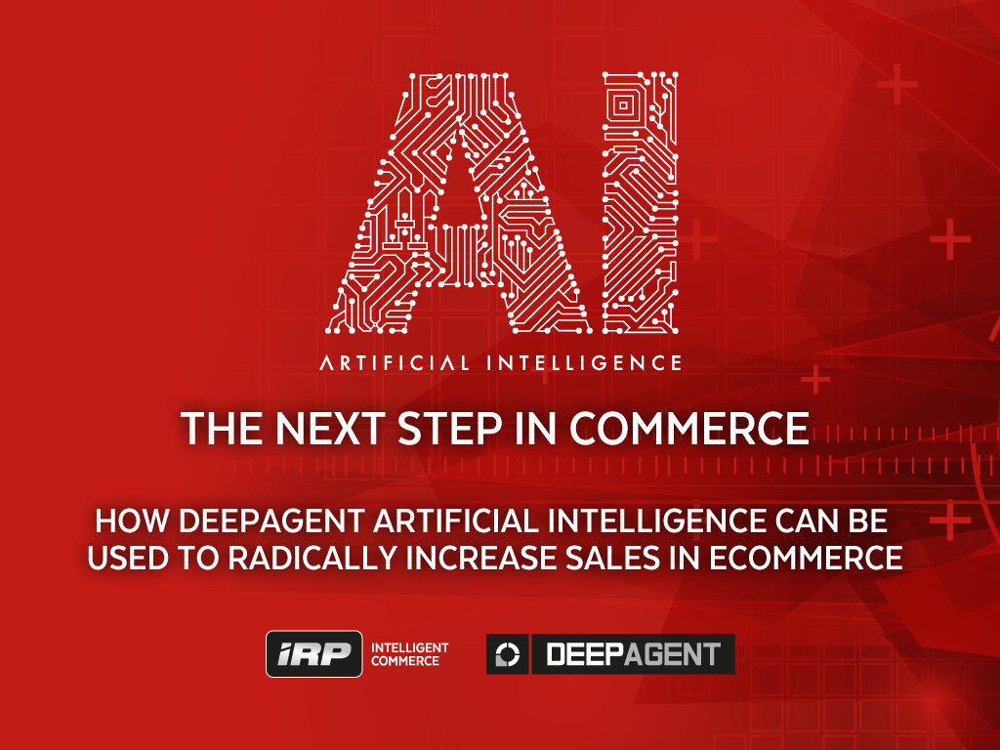 AI
ARTIFICIAL INTELLIGENCE
THE NEXT STEP IN COMMERCE
HOW DEEPAGENT ARTIFICIAL INTELLIGENCE CAN BE
USED TO RADICALLY INCREASE SALES IN ECOMMERCE
iRP
INTELLIGENT
COMMERCE
DEEPAGENT